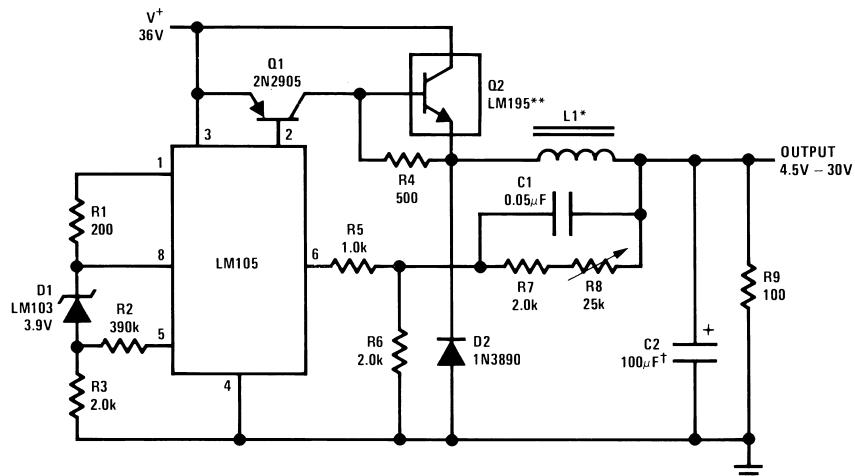 V+
36V
Q1
2N2905
Q2
LM195**
L1*
OUTPUT
4.5V – 30V
3
2
1
R4
500
C1
0.05μF
R1
200
R5
1.0k
8
LM105
6
R7
2.0k
R8
25k
R9
100
D1
LM103
3.9V
R2
390k
5
R6
2.0k
D2
1N3890
C2
100μF†
+
R3
2.0k
4